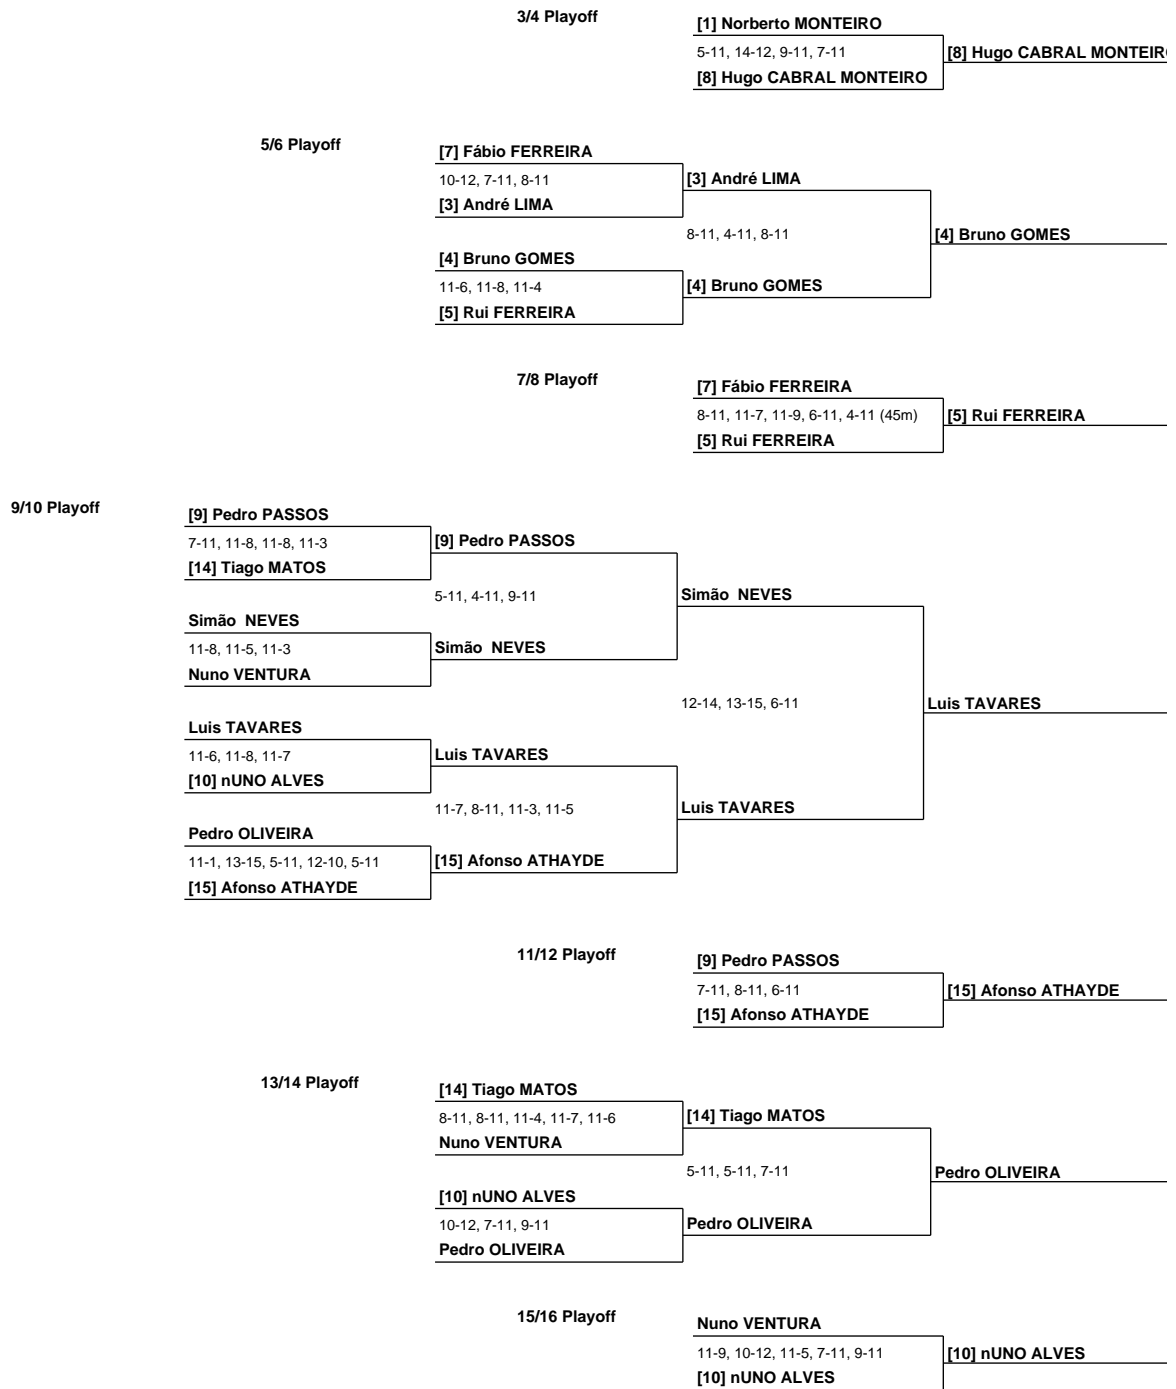 3/4 Playoff
[1] Norberto MONTEIRO
5-11, 14-12, 9-11, 7-11
[8] Hugo CABRAL MONTEIRO
[8] Hugo CABRAL MONTEIRO
5/6 Playoff
[7] Fábio FERREIRA
10-12, 7-11, 8-11
[3] André LIMA
[3] André LIMA
8-11, 4-11, 8-11
[4] Bruno GOMES
[4] Bruno GOMES
11-6, 11-8, 11-4
[4] Bruno GOMES
[5] Rui FERREIRA
7/8 Playoff
[7] Fábio FERREIRA
8-11, 11-7, 11-9, 6-11, 4-11 (45m)
[5] Rui FERREIRA
[5] Rui FERREIRA
9/10 Playoff
[9] Pedro PASSOS
7-11, 11-8, 11-8, 11-3
[9] Pedro PASSOS
[14] Tiago MATOS
5-11, 4-11, 9-11
Simão  NEVES
Simão  NEVES
11-8, 11-5, 11-3
Simão  NEVES
Nuno VENTURA
12-14, 13-15, 6-11
Luis TAVARES
Luis TAVARES
11-6, 11-8, 11-7
Luis TAVARES
[10] nUNO ALVES
11-7, 8-11, 11-3, 11-5
Luis TAVARES
Pedro OLIVEIRA
11-1, 13-15, 5-11, 12-10, 5-11
[15] Afonso ATHAYDE
[15] Afonso ATHAYDE
11/12 Playoff
[9] Pedro PASSOS
7-11, 8-11, 6-11
[15] Afonso ATHAYDE
[15] Afonso ATHAYDE
13/14 Playoff
[14] Tiago MATOS
8-11, 8-11, 11-4, 11-7, 11-6
[14] Tiago MATOS
Nuno VENTURA
5-11, 5-11, 7-11
Pedro OLIVEIRA
[10] nUNO ALVES
10-12, 7-11, 9-11
Pedro OLIVEIRA
Pedro OLIVEIRA
15/16 Playoff
Nuno VENTURA
11-9, 10-12, 11-5, 7-11, 9-11
[10] nUNO ALVES
[10] nUNO ALVES